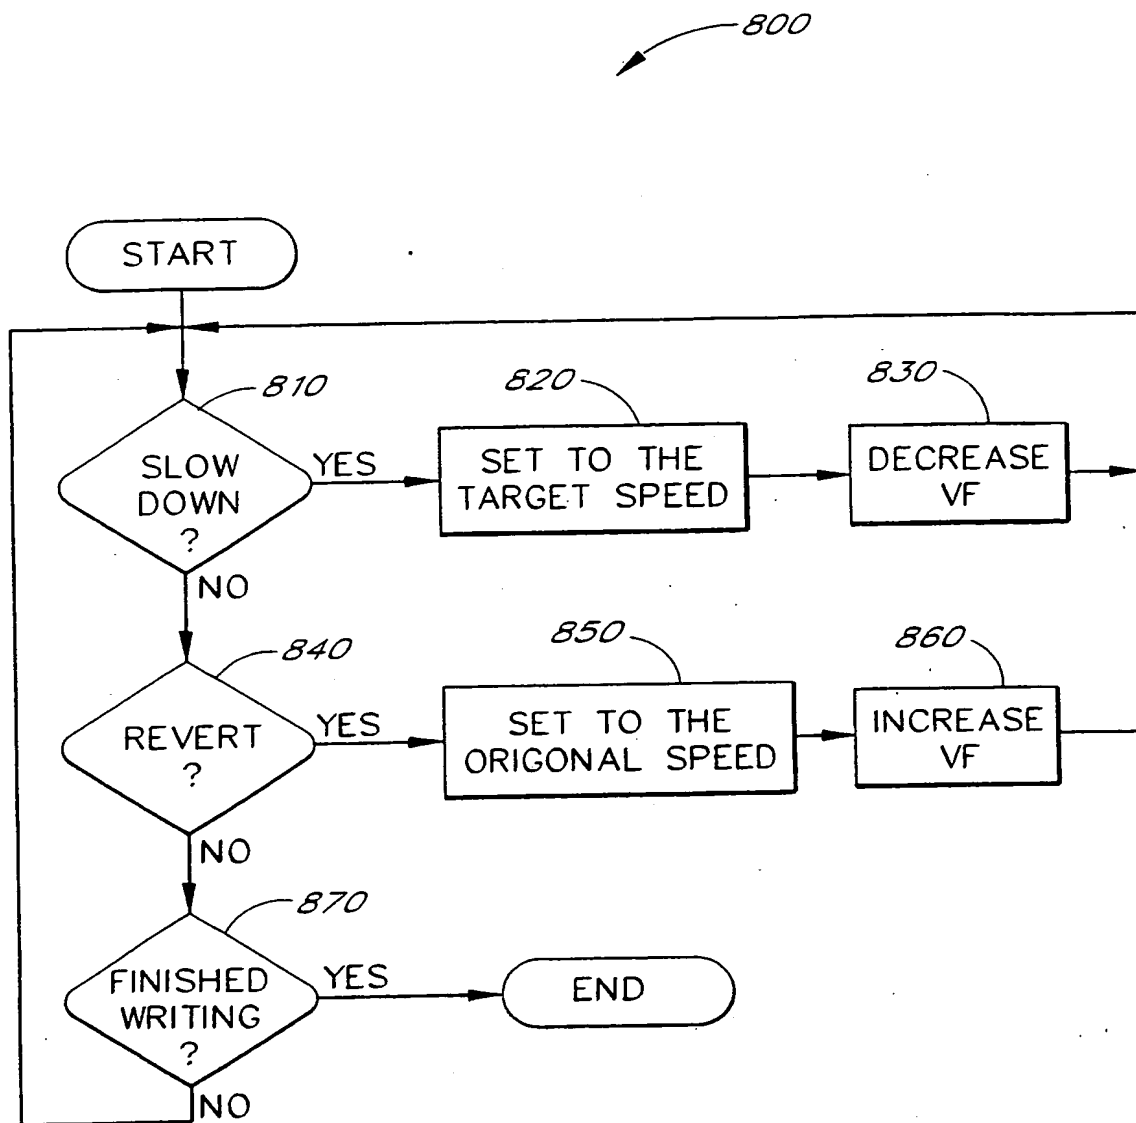 800
START
810
820
830
SLOW
DOWN
?
YES
SET TO THE
TARGET SPEED
DECREASE
VF
NO
840
850
860
REVERT
?
YES
SET TO THE
ORIGONAL SPEED
INCREASE
VF
NO
870
FINISHED
WRITING
?
YES
END
NO